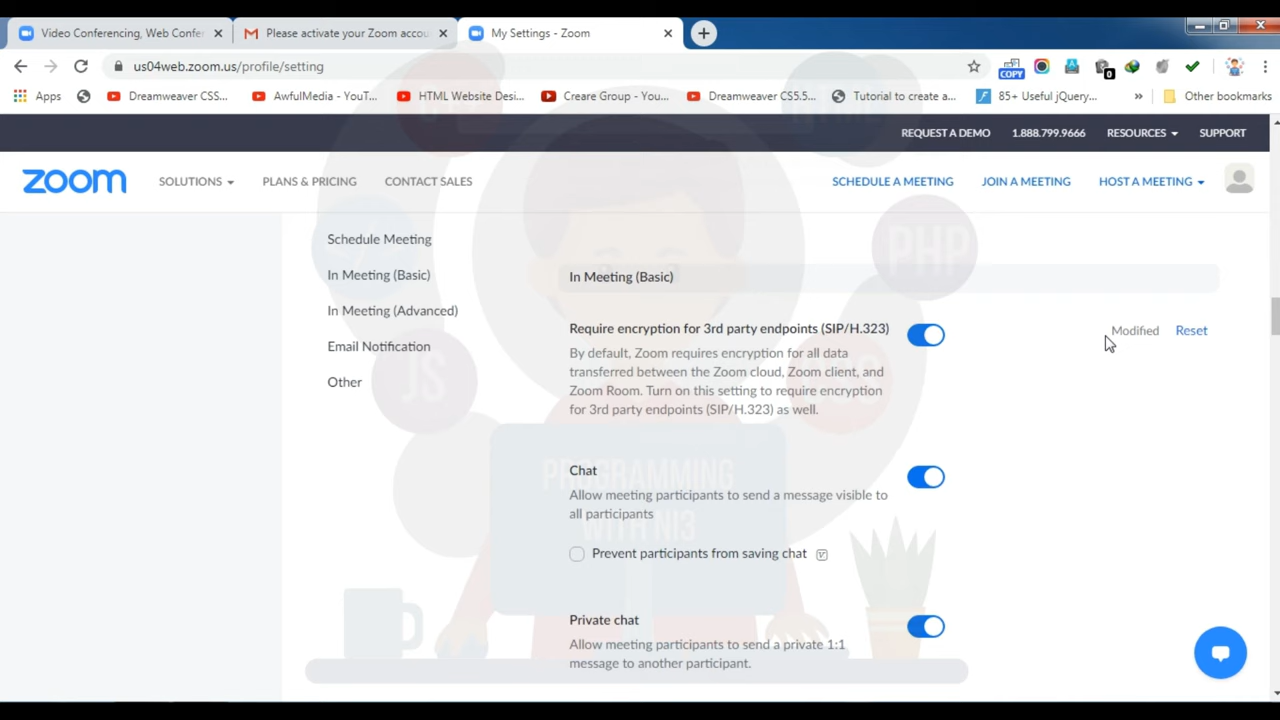 Video Conferencing, Web Confe
Please activate your Zoom accou
My Settings - Zoom
us04web.zoom.us/profile/setting
COPY
0
Apps
Dreamweaver CSS...
AwfulMedia - YouT...
HTML Website Desi...
Creare Group - You...
Dreamweaver CS5.5...
Tutorial to create a...
85+ Useful jQuery...
»
Other bookmarks
REQUEST A DEMO
1.888.799.9666
RESOURCES
SUPPORT
zoom
SOLUTIONS
PLANS & PRICING
CONTACT SALES
SCHEDULE A MEETING
JOIN A MEETING
HOST A MEETING
Schedule Meeting
In Meeting (Basic)
In Meeting (Advanced)
Email Notification
Other
In Meeting (Basic)
Require encryption for 3rd party endpoints (SIP/H.323)
Modified
Reset
By default, Zoom requires encryption for all data
transferred between the Zoom cloud, Zoom client, and
Zoom Room. Turn on this setting to require encryption
for 3rd party endpoints (SIP/H.323) as well.
Chat
Allow meeting participants to send a message visible to
all participants
Prevent participants from saving chat
Private chat
Allow meeting participants to send a private 1:1
message to another participant.
PHP
JS
PROGRAMMING
WITH NI3